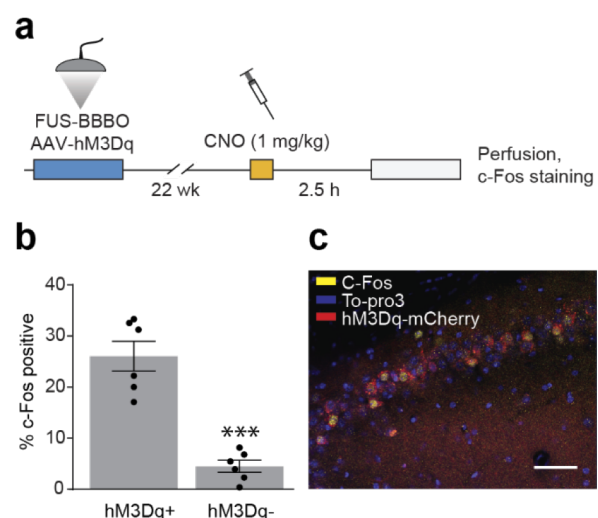 a
FUS-BBBO
AAV-hM3Dq
CNO (1 mg/kg)
22 wk
2.5 h
Perfusion,
c-Fos staining
b
% c-Fos positive
40
30
20
10
0
***
hM3Dq+
hM3Dq-
c
C-Fos
To-pro3
hM3Dq-mCherry